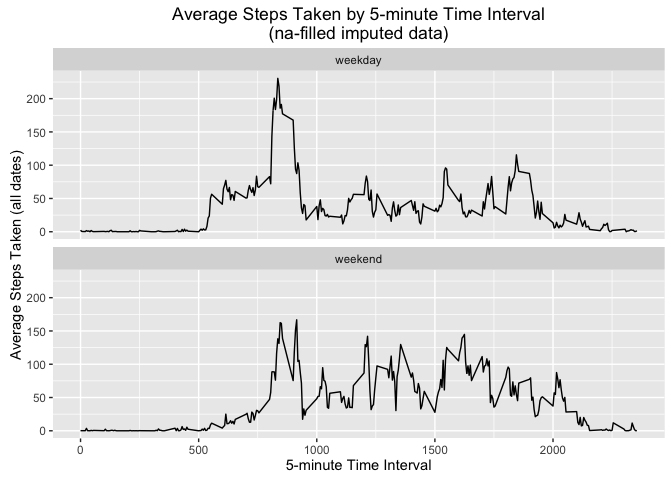 Average Steps Taken by 5-minute Time Interval
(na-filled imputed data)
weekday
200
150
100
50
0
Average Steps Taken (all dates)
weekend
200
150
100
50
0
0 500 1000 1500 2000
5-minute Time Interval